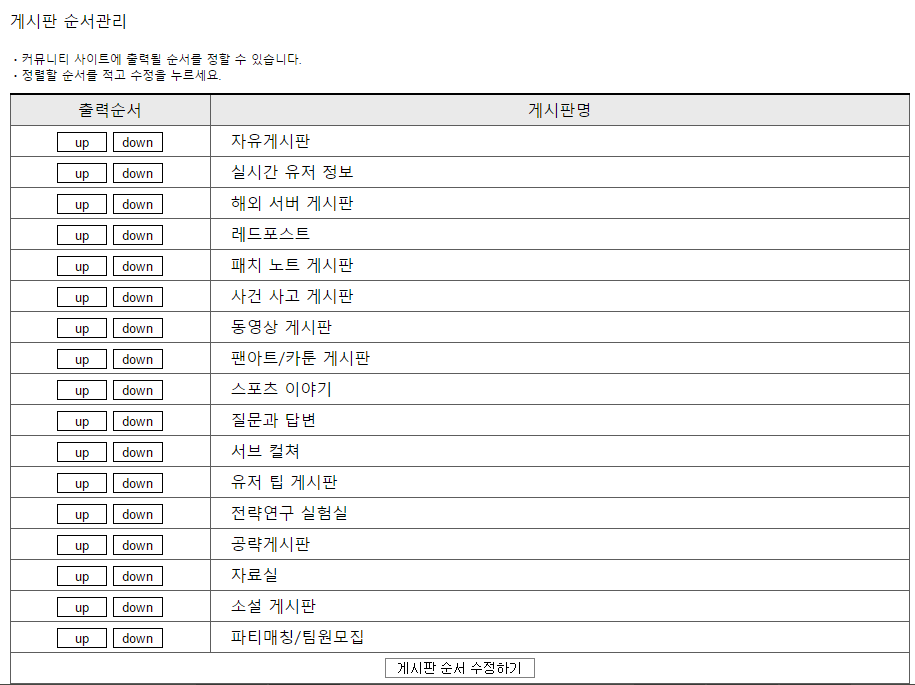 게시판 순서관리
· 커뮤니티 사이트에 출력될 순서를 정할 수 있습니다.
· 정렬할 순서를 적고 수정을 누르세요.
출력순서 게시판명
up down 자유게시판
up down 실시간 유저 정보
up down 해외 서버 게시판
up down 레드포스트
up down 패치 노트 게시판
up down 사건 사고 게시판
up down 동영상 게시판
up down 팬아트/카툰 게시판
up down 스포츠 이야기
up down 질문과 답변
up down 서브 컬쳐
up down 유저 팁 게시판
up down 전략연구 실험실
up down 공략게시판
up down 자료실
up down 소설 게시판
up down 파티매칭/팀원모집
게시판 순서 수정하기